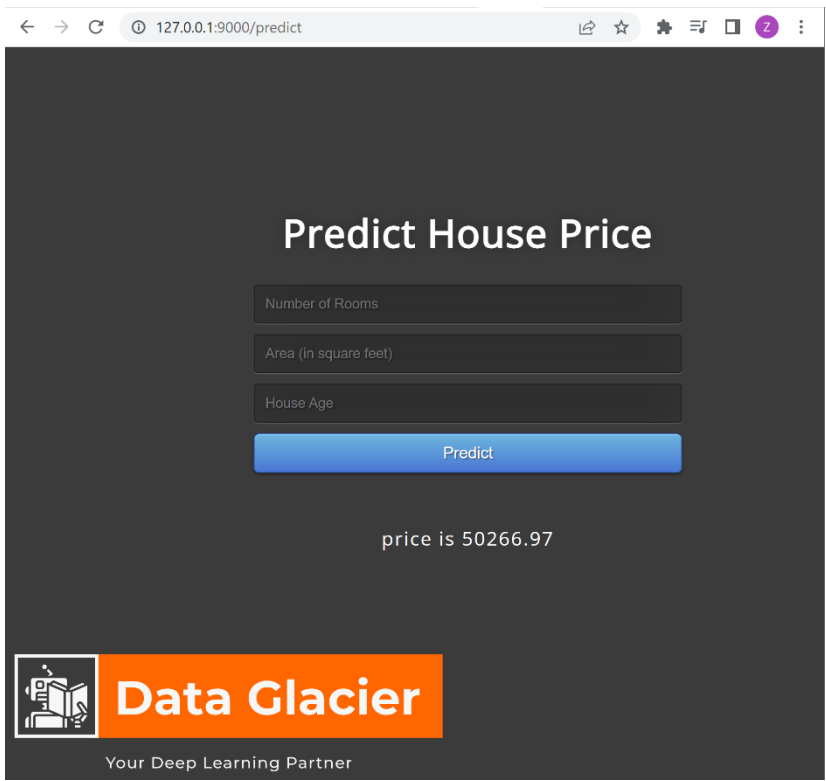 127.0.0.1:9000/predict
Z
Predict House Price
Number of Rooms
Area (in square feet)
House Age
Predict
price is 50266.97
Data Glacier
Your Deep Learning Partner